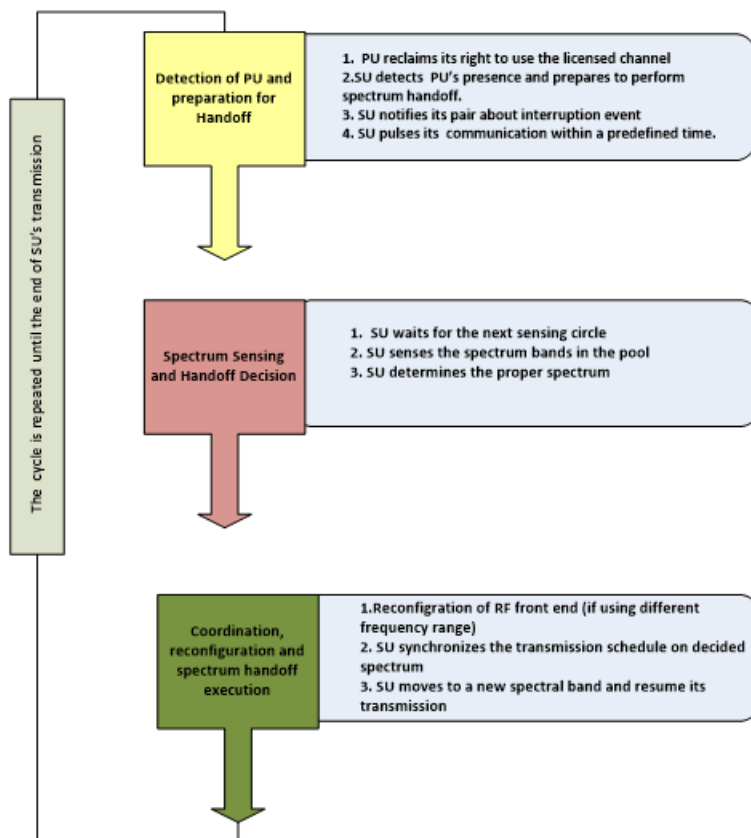 The cycle is repeated until the end of SU's transmission
Detection of PU and
preparation for
Handoff
1. PU reclaims its right to use the licensed channel
2.SU detects PU's presence and prepares to perform
spectrum handoff.
3. SU notifies its pair about interruption event
4. SU pulses its communication within a predefined time.
Spectrum Sensing
and Handoff Decision
1. SU waits for the next sensing circle
2. SU senses the spectrum bands in the pool
3. SU determines the proper spectrum
Coordination,
reconfiguration and
spectrum handoff
execution
1.Reconfigration of RF front end (if using different
frequency range)
2. SU synchronizes the transmission schedule on decided
spectrum
3. SU moves to a new spectral band and resume its
transmission